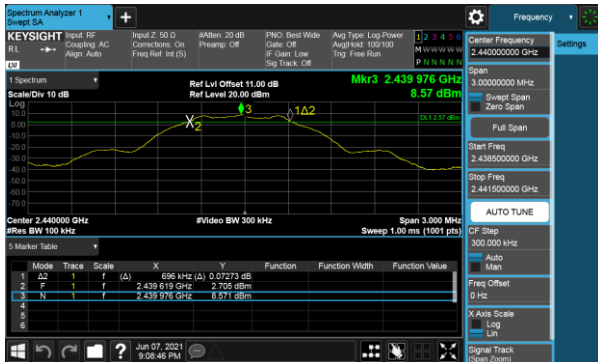 Spectrum Analyzer 1
Swept SA
+
Frequency
KEYSIGHT
RL
Input: RF
Coupling: AC
Align: Auto
Input Z: 50 Ω
Corrections: On
Freq Ref: Int (S)
#Atten: 20 dB
Preamp: Off
PNO: Best Wide
Gate: Off
IF Gain: Low
Sig Track: Off
Avg Type: Log-Power
Avg|Hold: 100/100
Trig: Free Run
1 2 3 4 5 6
M W W W W W
P N N N N N
1 Spectrum
Scale/Div 10 dB
Ref Lvl Offset 11.00 dB
Ref Level 20.00 dBm
Mkr3 2.439 976 GHz
8.57 dBm
Log
10.0
0.00
-10.0
-20.0
-30.0
-40.0
-50.0
-60.0
-70.0
2
3
1Δ2
DL1 2.57 dBm
Center 2.440000 GHz
#Res BW 100 kHz
#Video BW 300 kHz
Span 3.000 MHz
Sweep 1.00 ms (1001 pts)
5 Marker Table
Mode Trace Scale X Y Function Function Width Function Value
1 Δ2 1 f (Δ) 696 kHz (Δ) 0.07273 dB
2 F 1 f 2.439 619 GHz 2.705 dBm
3 N 1 f 2.439 976 GHz 8.571 dBm
4
5
6
Jun 07, 2021
9:08:46 PM
Center Frequency
2.440000000 GHz
Settings
Span
3.00000000 MHz
Swept Span
Zero Span
Full Span
Start Freq
2.438500000 GHz
Stop Freq
2.441500000 GHz
AUTO TUNE
CF Step
300.000 kHz
Auto
Man
Freq Offset
0 Hz
X Axis Scale
Log
Lin
Signal Track
(Span Zoom)